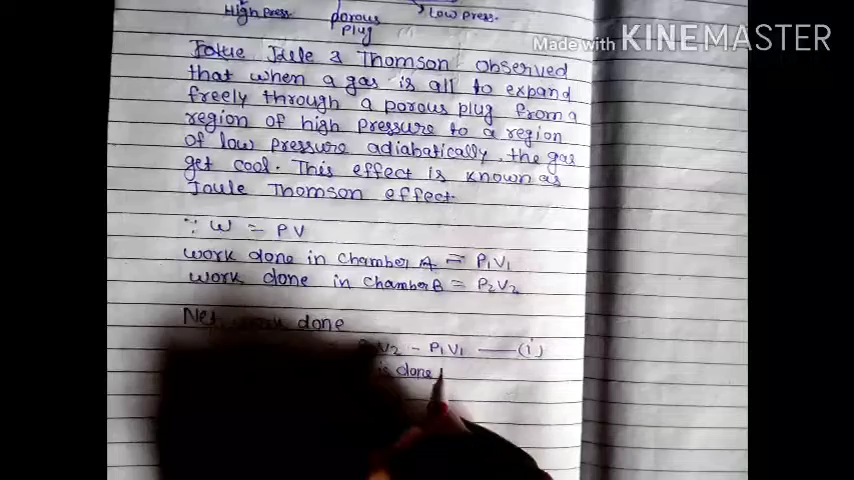 High Press.
porous
Plug
Low Press.
Made with KINEMASTER
Joule & Thomson observed
that when a gas is all to expand
freely through a porous plug from a
region of high pressure to a region
of low pressure adiabatically. the gas
get cool. This effect is known as
Joule Thomson effect.
∵ W = PV
work done in chamber A = P₁V₁
work done in chamber B = P₂V₂
Net work done
V₂ - P₁V₁ —(i)
is done